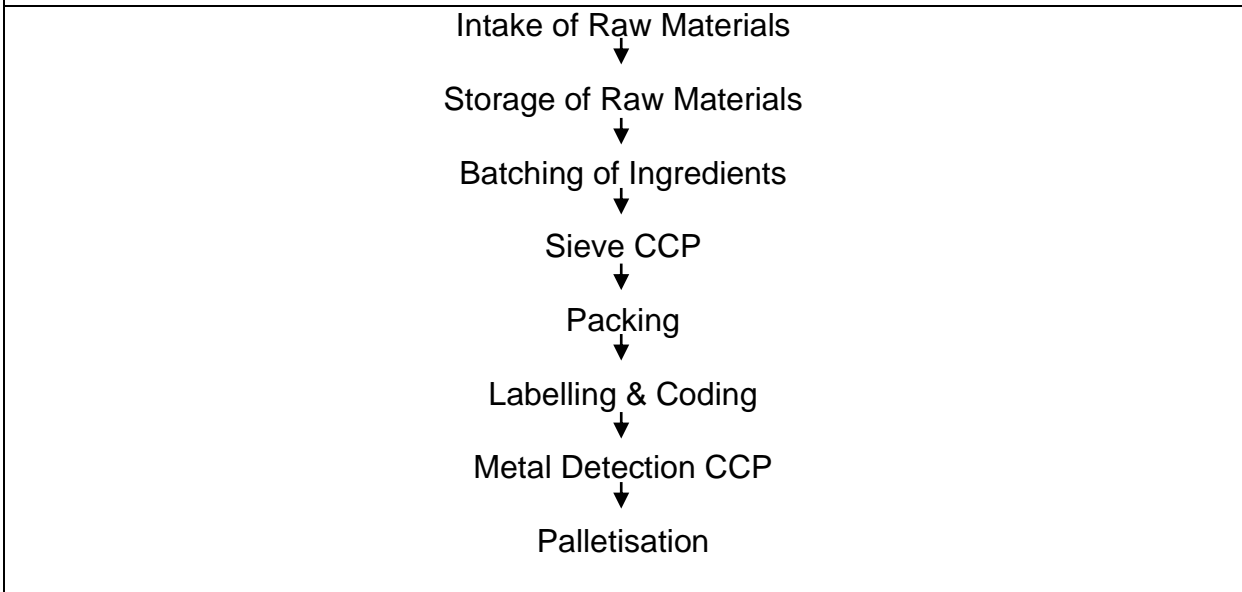 Intake of Raw Materials
Storage of Raw Materials
Batching of Ingredients
Sieve CCP
Packing
Labelling & Coding
Metal Detection CCP
Palletisation